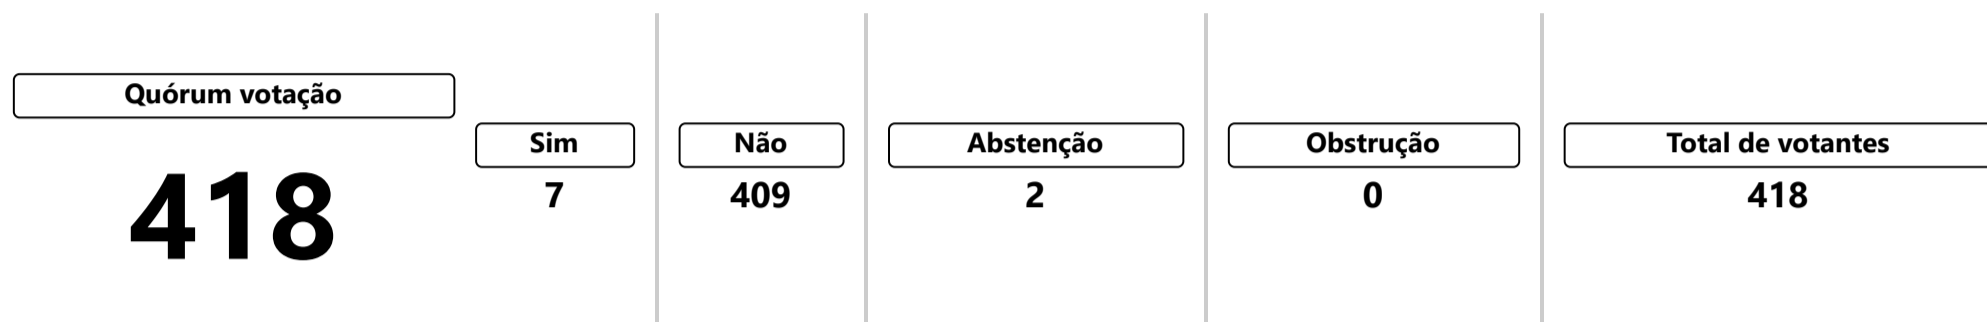 Quórum votação
418
Sim
7
Não
409
Abstenção
2
Obstrução
0
Total de votantes
418